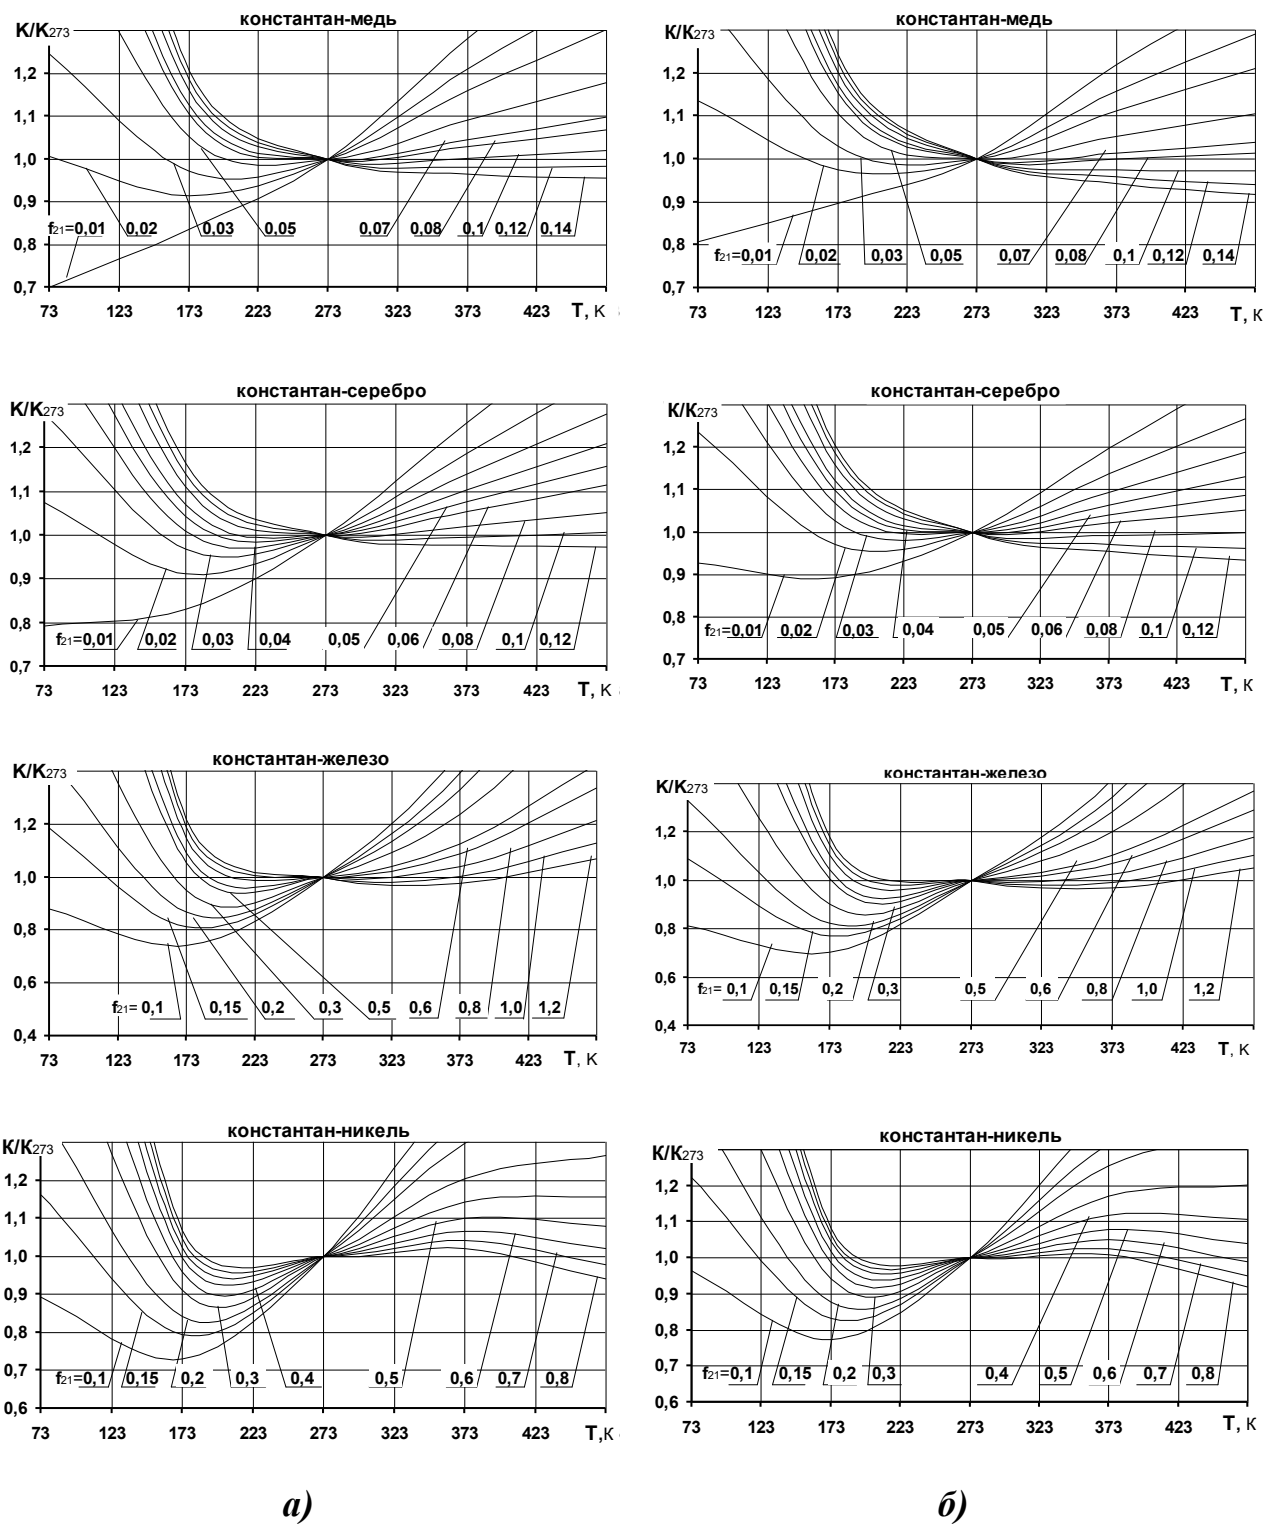 константан-медь
K/K273
1,2
1,1
1,0
0,9
0,8
0,7
f21=0,01 0,02 0,03 0,05 0,07 0,08 0,1 0,12 0,14
73 123 173 223 273 323 373 423 T, K
константан-медь
K/K273
1,2
1,1
1,0
0,9
0,8
0,7
f21=0,01 0,02 0,03 0,05 0,07 0,08 0,1 0,12 0,14
73 123 173 223 273 323 373 423 T, К
константан-серебро
K/K273
1,2
1,1
1,0
0,9
0,8
0,7
f21=0,01 0,02 0,03 0,04 0,05 0,06 0,08 0,1 0,12
73 123 173 223 273 323 373 423 T, К
константан-серебро
K/K273
1,2
1,1
1,0
0,9
0,8
0,7
f21=0,01 0,02 0,03 0,04 0,05 0,06 0,08 0,1 0,12
73 123 173 223 273 323 373 423 T, К
константан-железо
K/K273
1,2
1,0
0,8
0,6
0,4
f21= 0,1 0,15 0,2 0,3 0,5 0,6 0,8 1,0 1,2
73 123 173 223 273 323 373 423 T, K
константан-железо
K/K273
1,2
1,0
0,8
0,6
0,4
f21= 0,1 0,15 0,2 0,3 0,5 0,6 0,8 1,0 1,2
73 123 173 223 273 323 373 423 T, K
константан-никель
K/K273
1,2
1,1
1,0
0,9
0,8
0,7
0,6
f21=0,1 0,15 0,2 0,3 0,4 0,5 0,6 0,7 0,8
73 123 173 223 273 323 373 423 T,К
константан-никель
K/K273
1,2
1,1
1,0
0,9
0,8
0,7
0,6
f21=0,1 0,15 0,2 0,3 0,4 0,5 0,6 0,7 0,8
73 123 173 223 273 323 373 423 T, К
а) б)